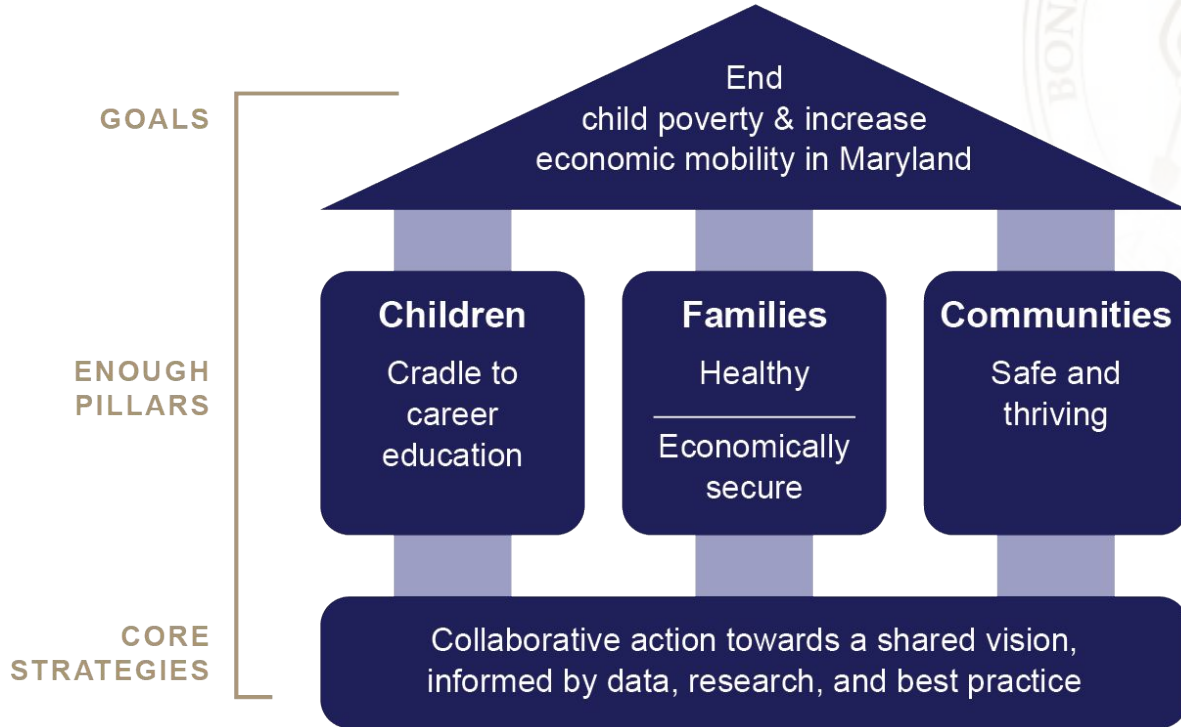 GOALS
End
child poverty & increase
economic mobility in Maryland
ENOUGH
PILLARS
Children
Cradle to
career
education
Families
Healthy
Economically
secure
Communities
Safe and
thriving
CORE
STRATEGIES
Collaborative action towards a shared vision,
informed by data, research, and best practice